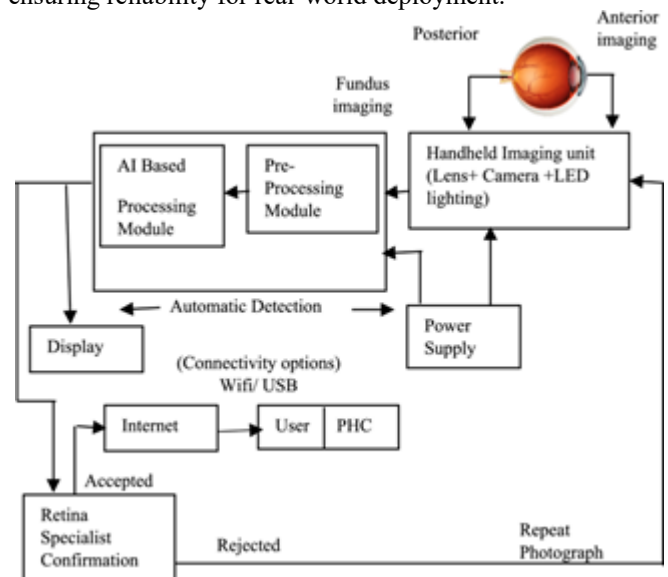 ensuring reliability for real-world deployment.
Anterior
imaging
Posterior
Fundus
imaging
AI Based
Processing
Module
Pre-
Processing
Module
Handheld Imaging unit
(Lens+ Camera +LED
lighting)
Automatic Detection
Power
Supply
Display
(Connectivity options)
Wifi/ USB
Internet
User
PHC
Accepted
Retina
Specialist
Confirmation
Rejected
Repeat
Photograph